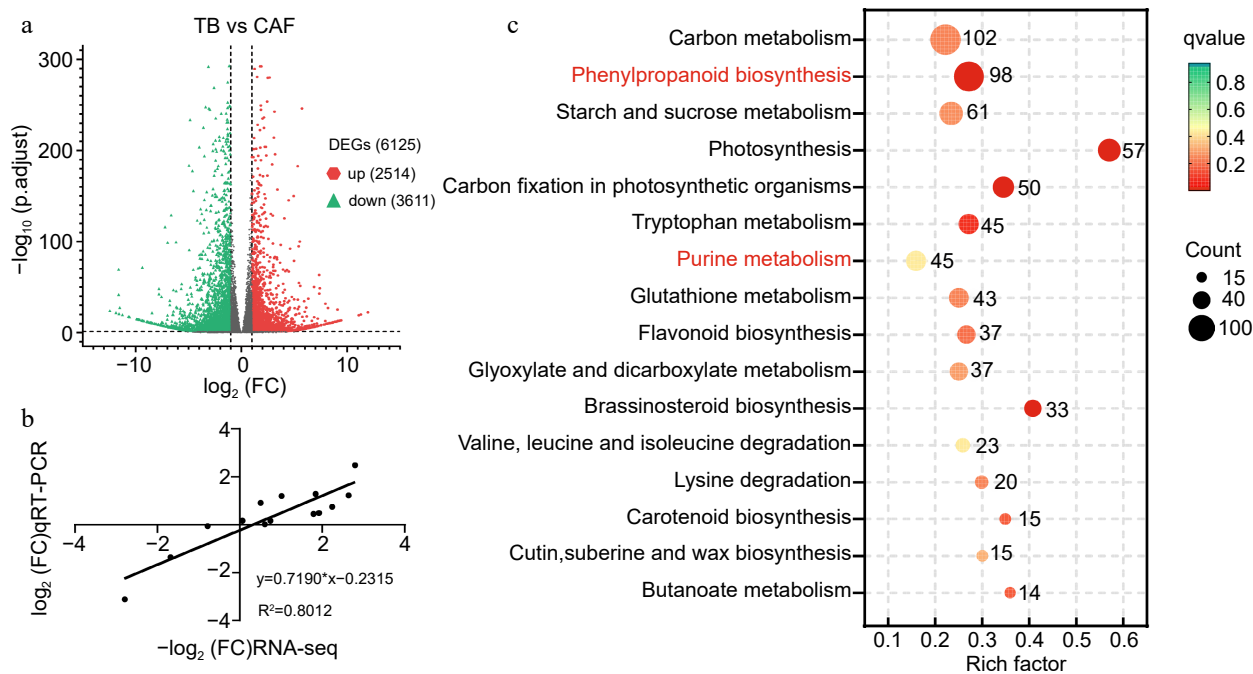 a
TB vs CAF
300
200
100
0
−log₁₀ (p.adjust)
−10
0
10
log₂ (FC)
DEGs (6125)
up (2514)
down (3611)
b
4
2
−2
−4
−4
−2
2
4
log₂ (FC)qRT-PCR
y=0.7190*x−0.2315
R²=0.8012
−log₂ (FC)RNA-seq
c
Carbon metabolism
102
Phenylpropanoid biosynthesis
98
Starch and sucrose metabolism
61
Photosynthesis
57
Carbon fixation in photosynthetic organisms
50
Tryptophan metabolism
45
Purine metabolism
45
Glutathione metabolism
43
Flavonoid biosynthesis
37
Glyoxylate and dicarboxylate metabolism
37
Brassinosteroid biosynthesis
33
Valine, leucine and isoleucine degradation
23
Lysine degradation
20
Carotenoid biosynthesis
15
Cutin,suberine and wax biosynthesis
15
Butanoate metabolism
14
0.1
0.2
0.3
0.4
0.5
0.6
Rich factor
qvalue
0.8
0.6
0.4
0.2
Count
15
40
100